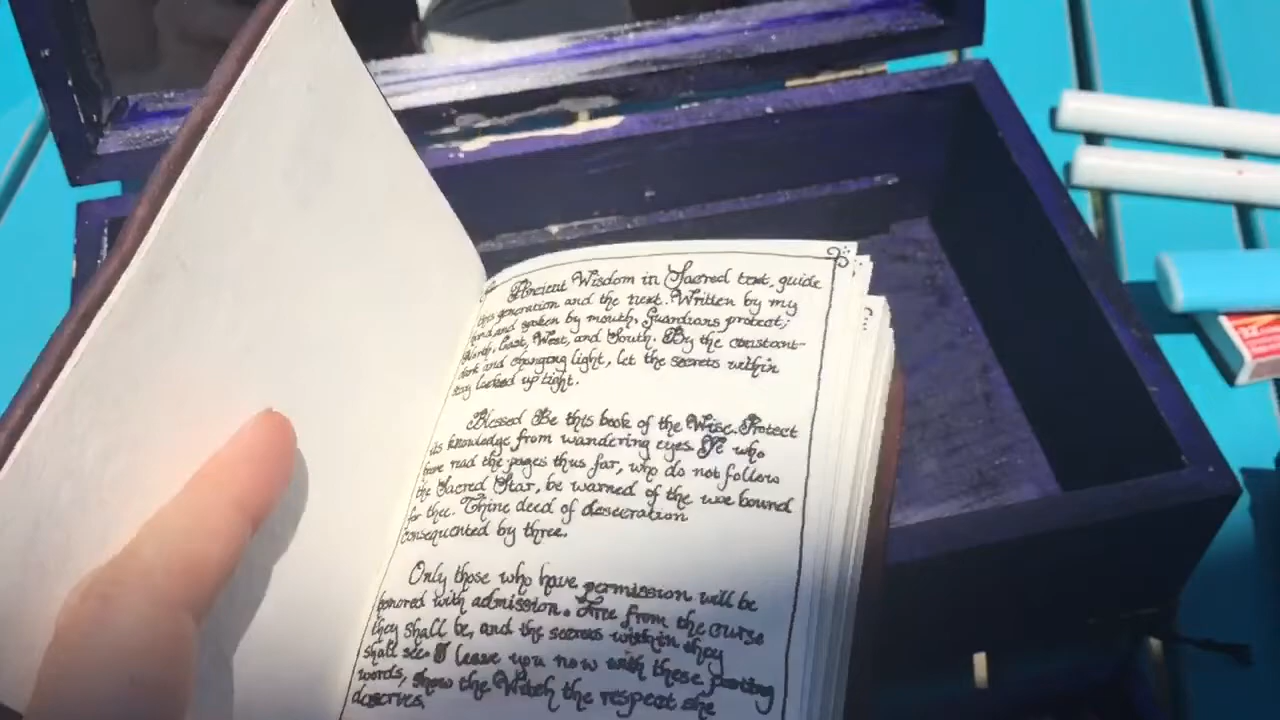 Ancient Wisdom in Sacred text, guide
this generation and the next. Written by my
hand and spoken by mouth, Guardians protect;
North, East, West, and South. By the constant
dark and changing light, let the secrets within
stay locked up tight.
Blessed Be this book of the Wise. Protect
its knowledge from wandering eyes. Ye who
have read the pages thus far, who do not follow
the Sacred Star, be warned of the woe bound
for thee. Thine deed of desecration
consequented by three.
Only those who have permission will be
honored with admission. Free from the curse
they shall be, and the secrets within they
shall see. I leave you now with these parting
words, show the Witch the respect she
deserves.